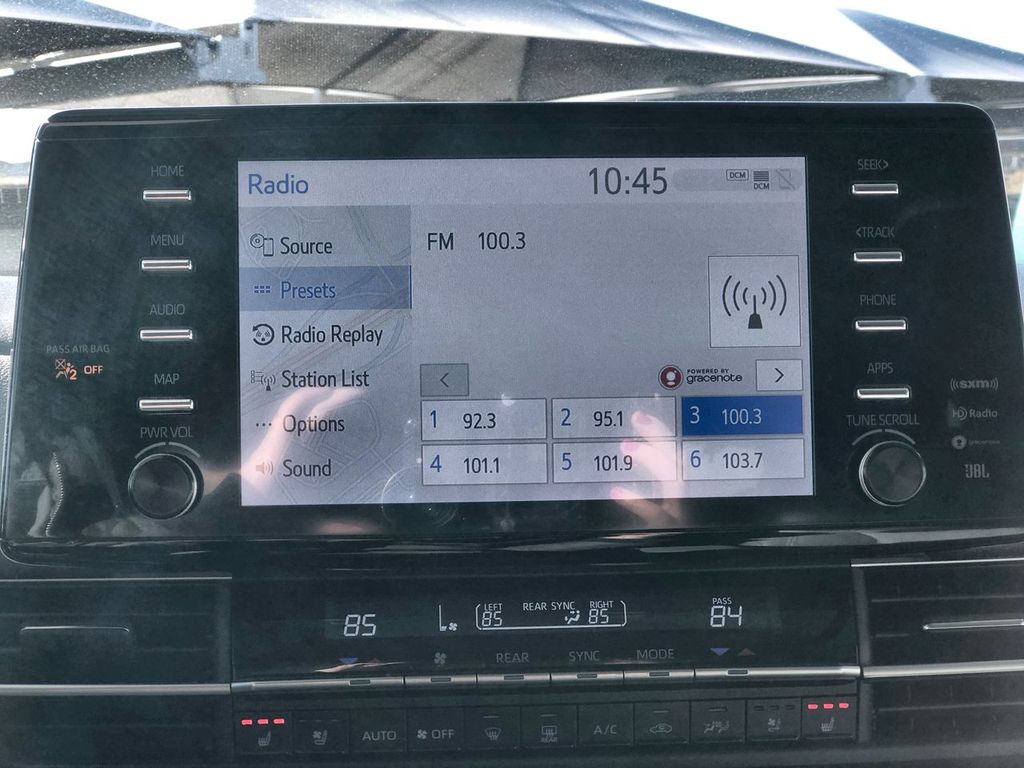 HOME
MENU
AUDIO
MAP
PWR VOL
PASS AIR BAG
2 OFF
Radio
10:45
DCM
DCM
Source
Presets
Radio Replay
Station List
Options
Sound
FM 100.3
POWERED BY
gracenote
1 92.3
2 95.1
3 100.3
4 101.1
5 101.9
6 103.7
SEEK>
<TRACK
PHONE
APPS
TUNE SCROLL
((sxm))
HD Radio
gracenote
JBL
85
LEFT
85
REAR SYNC
RIGHT
85
PASS
84
REAR
SYNC
MODE
AUTO
OFF
REAR
A/C